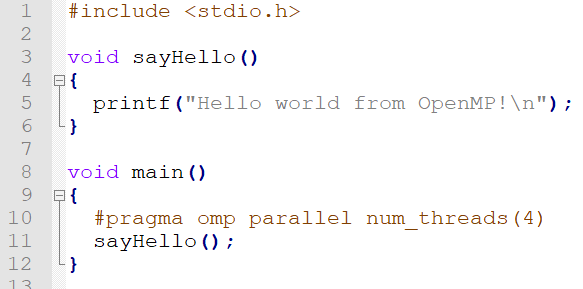 1 #include <stdio.h>
2
3 void sayHello()
4 {
5   printf("Hello world from OpenMP!\n");
6 }
7
8 void main()
9 {
10   #pragma omp parallel num_threads(4)
11   sayHello();
12 }
13